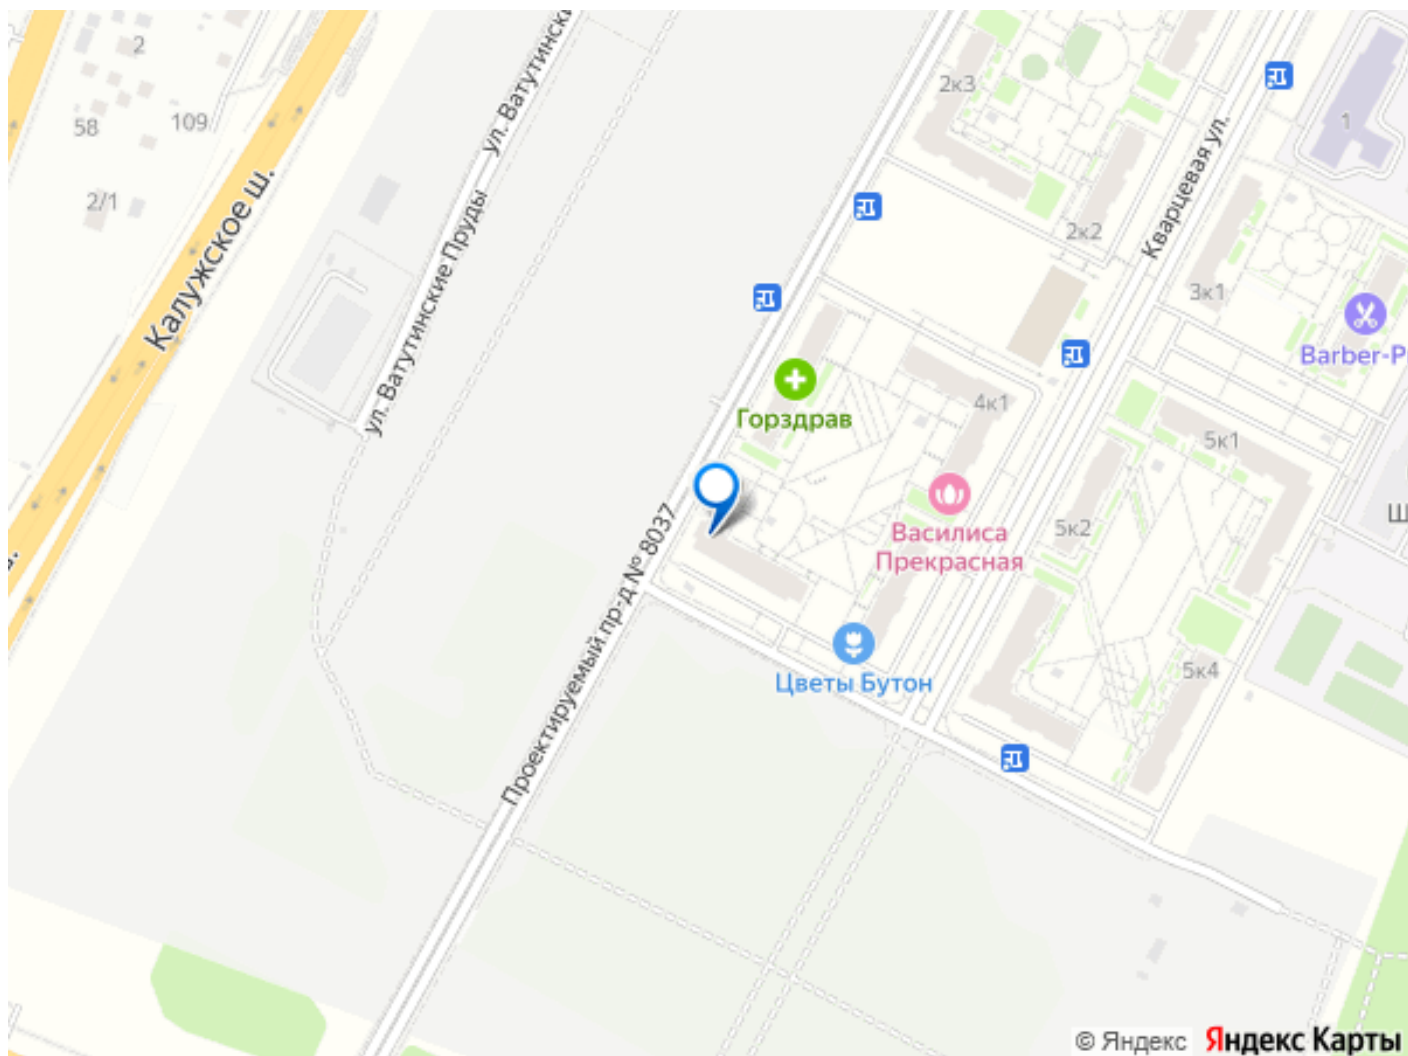 2
58
109
2/1
Калужское ш.
ул. Ватутинские Пруды
ул. Ватутински
2к3
2к2
Кварцевая ул.
1
3к1
Barber-P
Горздрав
4к1
5к1
Василиса
Прекрасная
5к2
Ш
Проектируемый пр-д № 8037
Цветы Бутон
5к4
© Яндекс Яндекс Карты